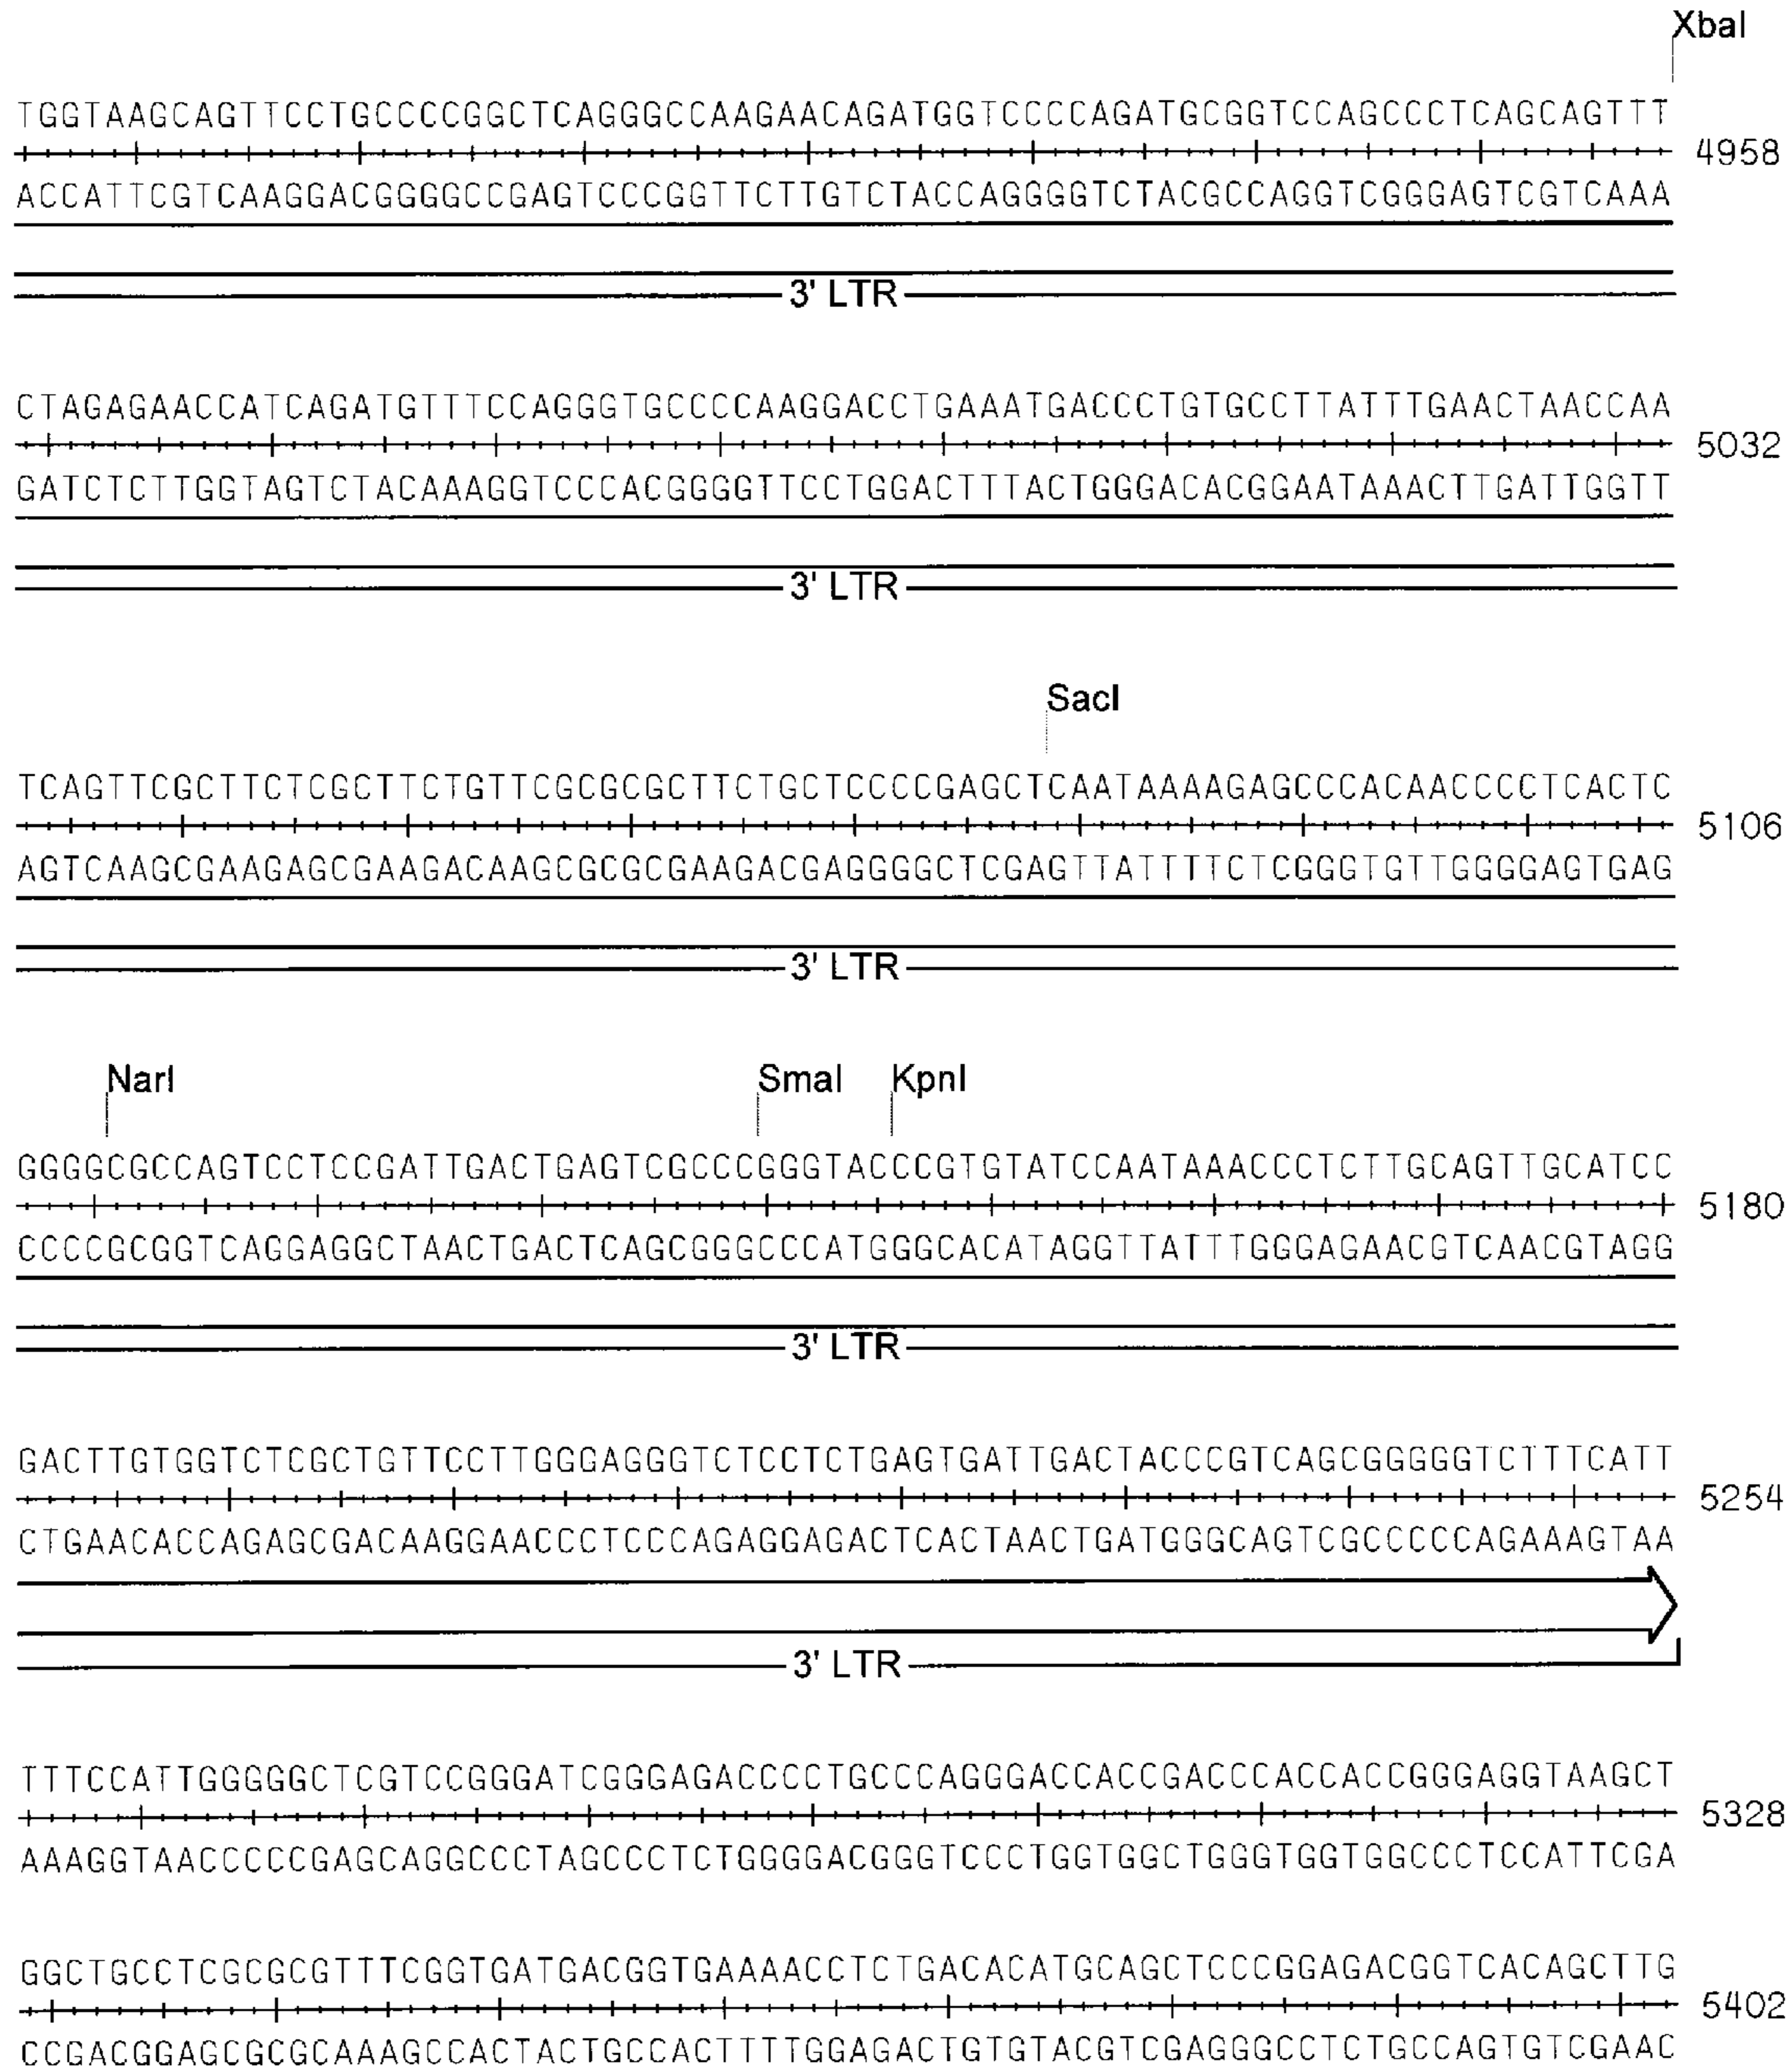 XbaI
TGGTAAGCAGTTCCTGCCCCGGCTCAGGGCCAAGAACAGATGGTCCCCAGATGCGGTCCAGCCCTCAGCAGTTT
4958
ACCATTCGTCAAGGACGGGGCCGAGTCCCGGTTCTTGTCTACCAGGGGTCTACGCCAGGTCGGGAGTCGTCAAA
3' LTR
CTAGAGAACCATCAGATGTTTCCAGGGTGCCCCAAGGACCTGAAATGACCCTGTGCCTTATTTGAACTAACCAA
5032
GATCTCTTGGTAGTCTACAAAGGTCCCACGGGGTTCCTGGACTTTACTGGGACACGGAATAAACTTGATTGGTT
3' LTR
SacI
TCAGTTCGCTTCTCGCTTCTGTTCGCGCGCTTCTGCTCCCCGAGCTCAATAAAAGAGCCCACAACCCCTCACTC
5106
AGTCAAGCGAAGAGCGAAGACAAGCGCGCGAAGACGAGGGGCTCGAGTTATTTTCTCGGGTGTTGGGGAGTGAG
3' LTR
NarI SmaI KpnI
GGGGCGCCAGTCCTCCGATTGACTGAGTCGCCCGGGTACCCGTGTATCCAATAAACCCTCTTGCAGTTGCATCC
5180
CCCCGCGGTCAGGAGGCTAACTGACTCAGCGGGCCCATGGGCACATAGGTTATTTGGGAGAACGTCAACGTAGG
3' LTR
GACTTGTGGTCTCGCTGTTCCTTGGGAGGGTCTCCTCTGAGTGATTGACTACCCGTCAGCGGGGGTCTTTCATT
5254
CTGAACACCAGAGCGACAAGGAACCCTCCCAGAGGAGACTCACTAACTGATGGGCAGTCGCCCCCAGAAAGTAA
3' LTR
TTTCCATTGGGGGCTCGTCCGGGATCGGGAGACCCCTGCCCAGGGACCACCGACCCACCACCGGGAGGTAAGCT
5328
AAAGGTAACCCCCGAGCAGGCCCTAGCCCTCTGGGGACGGGTCCCTGGTGGCTGGGTGGTGGCCCTCCATTCGA
GGCTGCCTCGCGCGTTTCGGTGATGACGGTGAAAACCTCTGACACATGCAGCTCCCGGAGACGGTCACAGCTTG
5402
CCGACGGAGCGCGCAAAGCCACTACTGCCACTTTTGGAGACTGTGTACGTCGAGGGCCTCTGCCAGTGTCGAAC